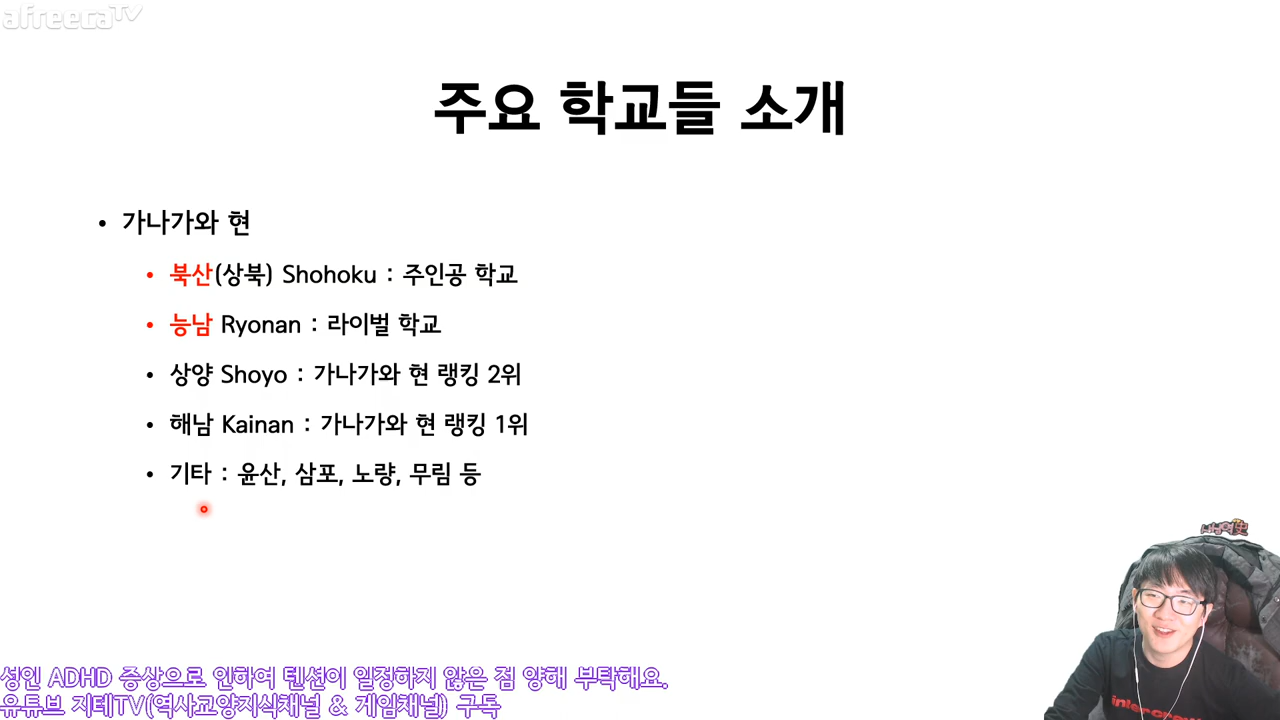 afreecaTV
주요 학교들 소개
• 가나가와 현
• 북산(상북) Shohoku : 주인공 학교
• 능남 Ryonan : 라이벌 학교
• 상양 Shoyo : 가나가와 현 랭킹 2위
• 해남 Kainan : 가나가와 현 랭킹 1위
• 기타 : 윤산, 삼포, 노량, 무림 등
성인 ADHD 증상으로 인하여 텐션이 일정하지 않은 점 양해 부탁해요.
유튜브 지테TV(역사교양지식채널 & 게임채널) 구독